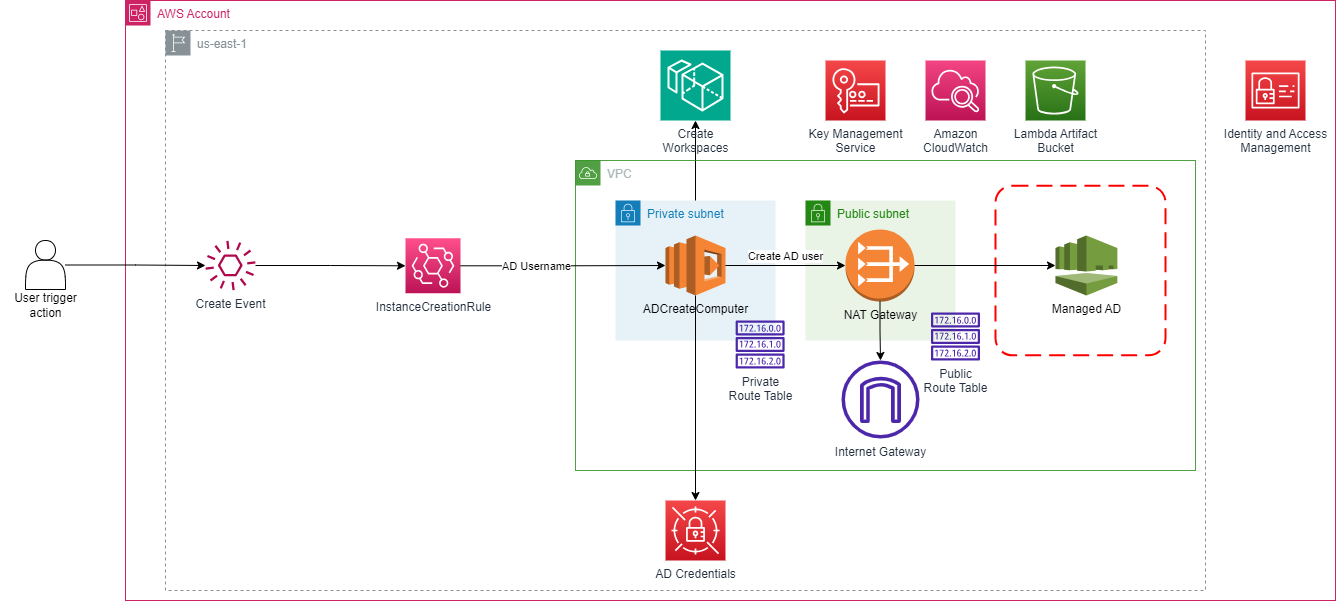 AWS Account
us-east-1
Create
Workspaces
Key Management
Service
Amazon
CloudWatch
Lambda Artifact
Bucket
Identity and Access
Management
VPC
Private subnet
Public subnet
User trigger
action
Create Event
InstanceCreationRule
AD Username
ADCreateComputer
Create AD user
NAT Gateway
Managed AD
172.16.0.0
172.16.1.0
172.16.2.0
Private
Route Table
172.16.0.0
172.16.1.0
172.16.2.0
Public
Route Table
Internet Gateway
AD Credentials